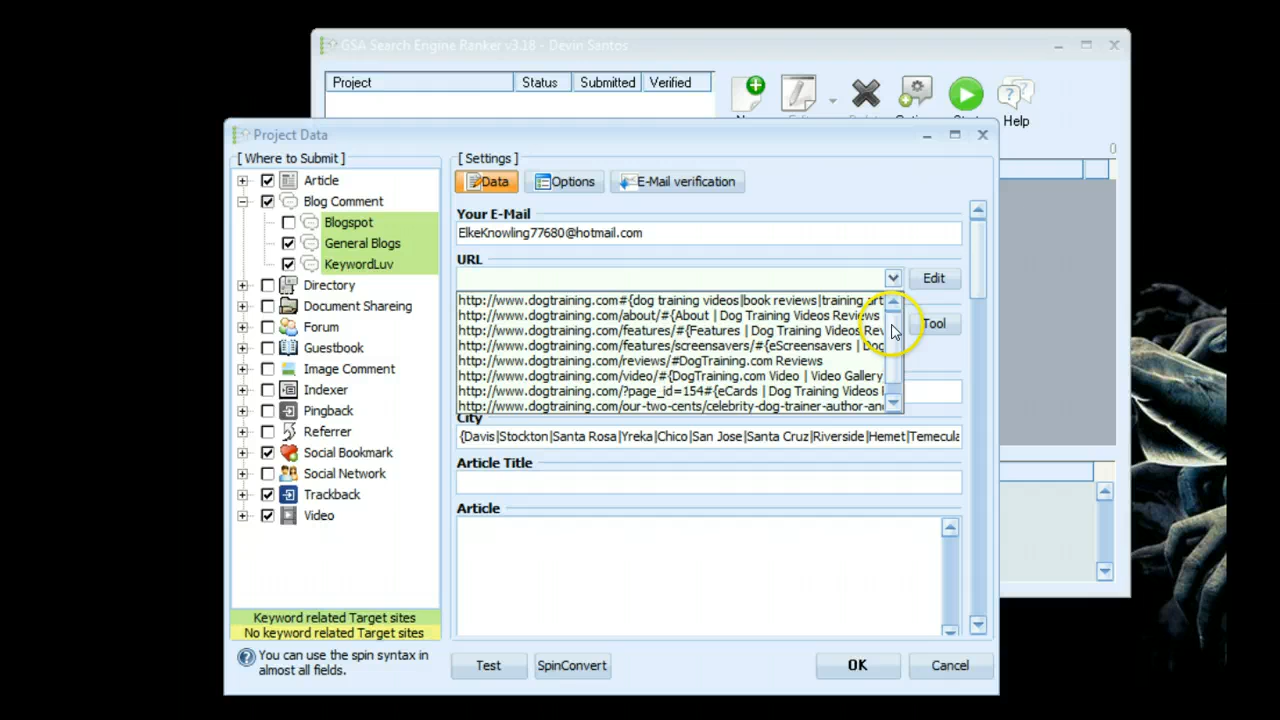 GSA Search Engine Ranker v3.18 - Devin Santos
Project Status Submitted Verified
Help
0
Project Data
[ Where to Submit ]
Article
Blog Comment
Blogspot
General Blogs
KeywordLuv
Directory
Document Shareing
Forum
Guestbook
Image Comment
Indexer
Pingback
Referrer
Social Bookmark
Social Network
Trackback
Video
Keyword related Target sites
No keyword related Target sites
You can use the spin syntax in
almost all fields.
[ Settings ]
Data Options E-Mail verification
Your E-Mail
ElkeKnowling77680@hotmail.com
URL
Edit
http://www.dogtraining.com#{dog training videos|book reviews|training art
http://www.dogtraining.com/about/#{About | Dog Training Videos Reviews
http://www.dogtraining.com/features/#{Features | Dog Training Videos Rev
http://www.dogtraining.com/features/screensavers/#{eScreensavers | Dog
http://www.dogtraining.com/reviews/#DogTraining.com Reviews
http://www.dogtraining.com/video/#{DogTraining.com Video | Video Gallery
http://www.dogtraining.com/?page_id=154#{eCards | Dog Training Videos
http://www.dogtraining.com/our-two-cents/celebrity-dog-trainer-author-an
Tool
City
{Davis|Stockton|Santa Rosa|Yreka|Chico|San Jose|Santa Cruz|Riverside|Hemet|Temecula
Article Title
Article
Test SpinConvert OK Cancel